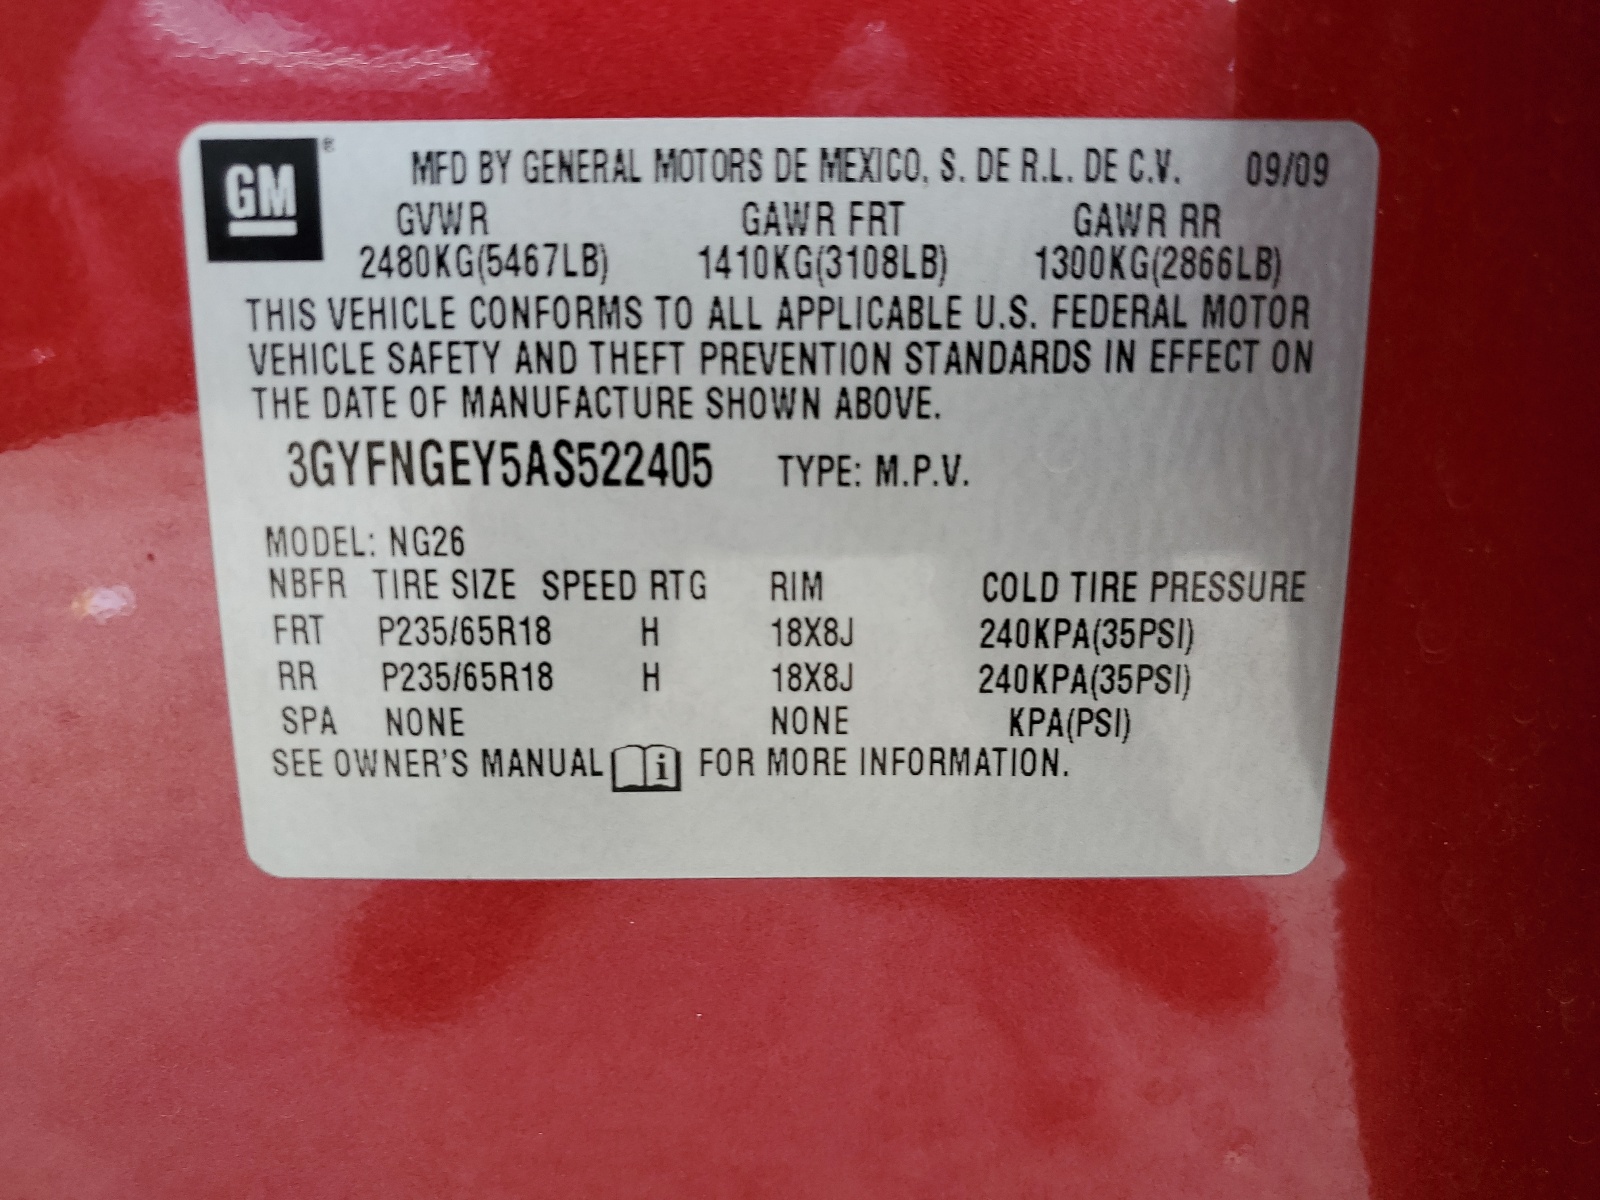 GM ® MFD BY GENERAL MOTORS DE MEXICO, S. DE R.L. DE C.V. 09/09
GVWR GAWR FRT GAWR RR
2480KG(5467LB) 1410KG(3108LB) 1300KG(2866LB)
THIS VEHICLE CONFORMS TO ALL APPLICABLE U.S. FEDERAL MOTOR
VEHICLE SAFETY AND THEFT PREVENTION STANDARDS IN EFFECT ON
THE DATE OF MANUFACTURE SHOWN ABOVE.
3GYFNGEY5AS522405 TYPE: M.P.V.
MODEL: NG26
NBFR TIRE SIZE SPEED RTG RIM COLD TIRE PRESSURE
FRT P235/65R18 H 18X8J 240KPA(35PSI)
RR P235/65R18 H 18X8J 240KPA(35PSI)
SPA NONE NONE KPA(PSI)
SEE OWNER'S MANUAL i FOR MORE INFORMATION.